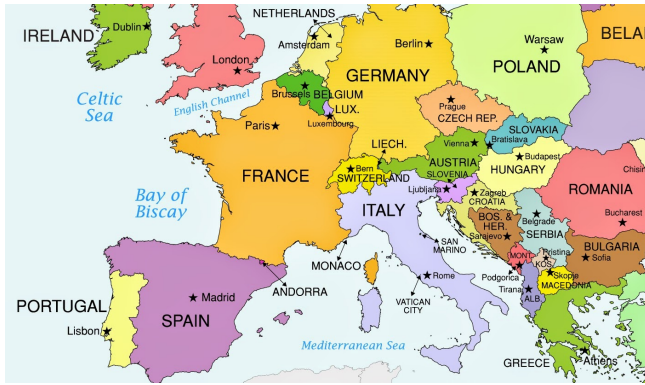 NETHERLANDS
IRELAND
Dublin
London
Amsterdam
Berlin
Warsaw
BELA
GERMANY
POLAND
Celtic
Sea
English Channel
Brussels
BELGIUM
LUX.
Luxembourg
Prague
CZECH REP.
Paris
SLOVAKIA
Bratislava
Vienna
LIECH.
Bern
SWITZERLAND
AUSTRIA
Budapest
HUNGARY
Chisin
FRANCE
SLOVENIA
Ljubljana
Zagreb
CROATIA
ROMANIA
Bay of
Biscay
ITALY
BOS. &
HER.
Sarajevo
Belgrade
SERBIA
Bucharest
SAN
MARINO
MONT.
Pristina
KOS.
BULGARIA
Sofia
MONACO
Podgorica
Skopje
MACEDONIA
ANDORRA
Rome
Tirana
ALB.
PORTUGAL
Lisbon
Madrid
SPAIN
VATICAN
CITY
Mediterranean Sea
GREECE
Athens